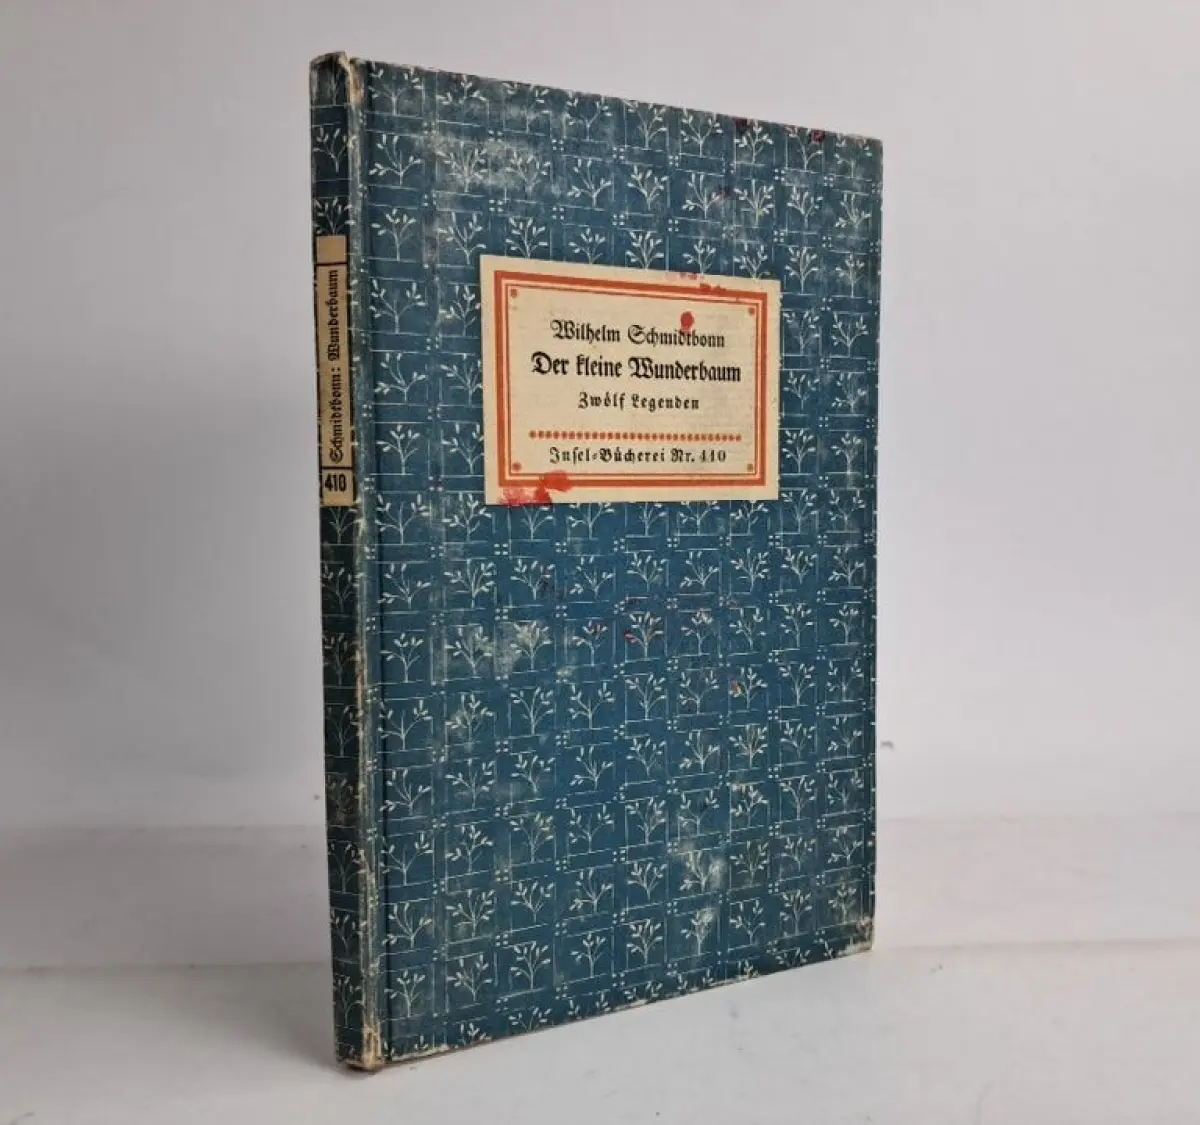 Schmidtbonn: Wunderbaum
410
Wilhelm Schmidtbonn
Der kleine Wunderbaum
Zwölf Legenden
Insel-Bücherei Nr. 410